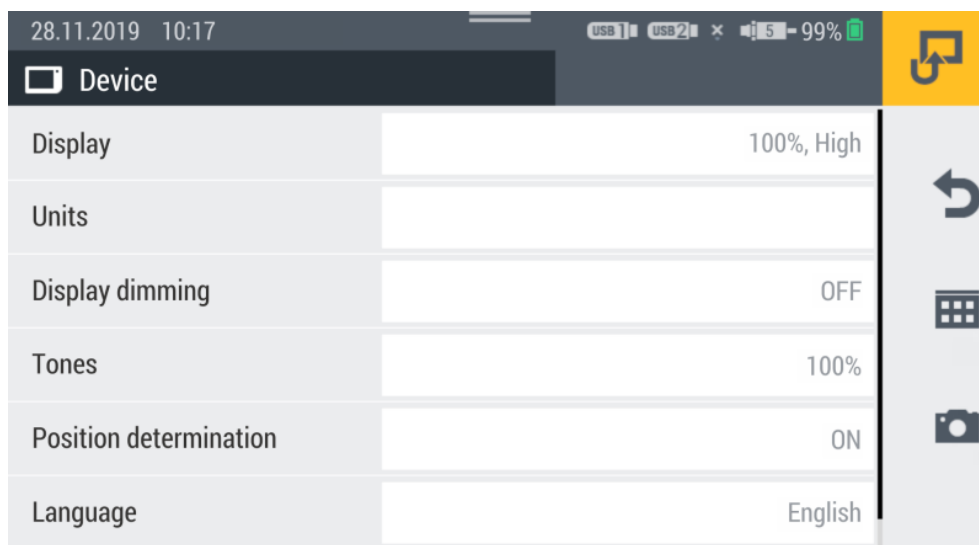 28.11.2019 10:17 USB 1 USB 2 5 99%
Device
Display 100%, High
Units
Display dimming OFF
Tones 100%
Position determination ON
Language English